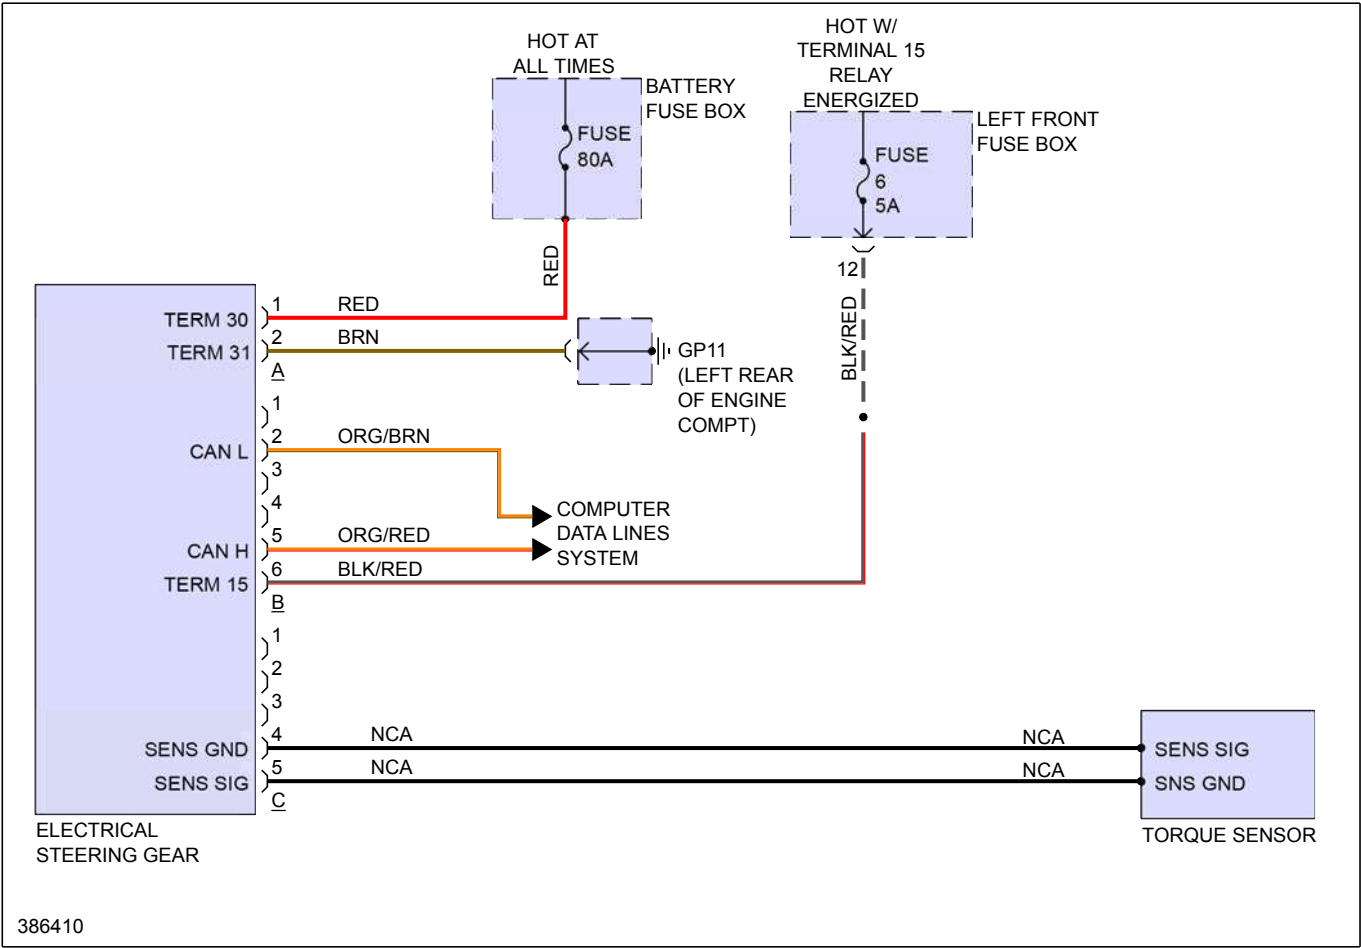 HOT AT
ALL TIMES
BATTERY
FUSE BOX
FUSE
80A
RED
HOT W/
TERMINAL 15
RELAY
ENERGIZED
LEFT FRONT
FUSE BOX
FUSE
6
5A
12
BLK/RED
TERM 30
1
RED
TERM 31
2
BRN
A
GP11
(LEFT REAR
OF ENGINE
COMPT)
1
CAN L
2
ORG/BRN
3
4
CAN H
5
ORG/RED
COMPUTER
DATA LINES
SYSTEM
TERM 15
6
BLK/RED
B
1
2
3
SENS GND
4
NCA
NCA
SENS SIG
SENS SIG
5
NCA
NCA
SNS GND
C
ELECTRICAL
STEERING GEAR
TORQUE SENSOR
386410